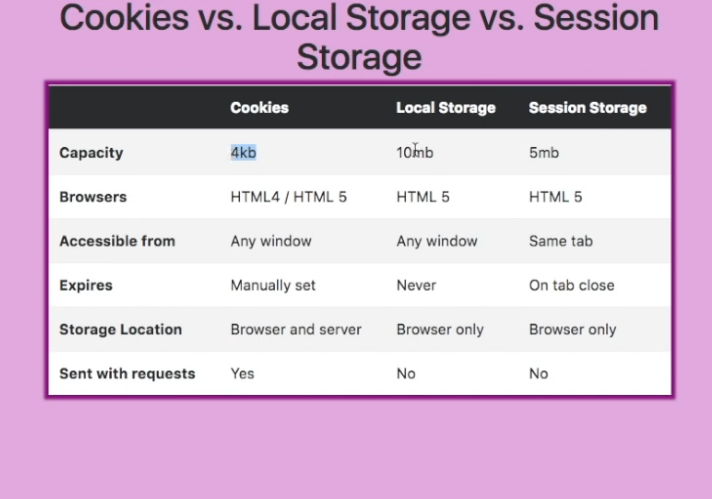 Cookies vs. Local Storage vs. Session
Storage
Cookies Local Storage Session Storage
Capacity 4kb 10mb 5mb
Browsers HTML4 / HTML 5 HTML 5 HTML 5
Accessible from Any window Any window Same tab
Expires Manually set Never On tab close
Storage Location Browser and server Browser only Browser only
Sent with requests Yes No No